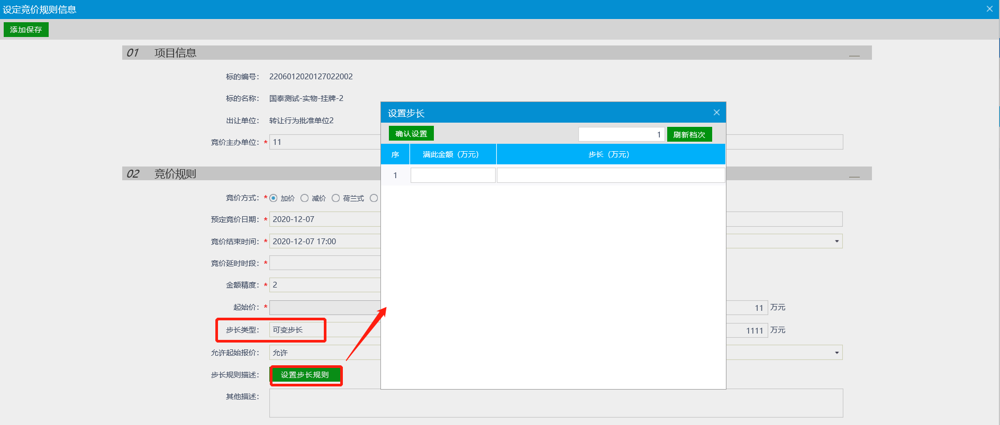 设定竞价规则信息
添加保存
01 项目信息
标的编号： 2206012020127022002
标的名称： 国泰测试-实物-挂牌-2
出让单位： 转让行为批准单位2
竞价主办单位：* 11
02 竞价规则
竞价方式：* 加价 减价 荷兰式
预定竞价日期：* 2020-12-07
竞价结束时间：* 2020-12-07 17:00
竞价延时时段：*
金额精度：* 2
起始价：* 11 万元
步长类型： 可变步长 1111 万元
允许起始报价： 允许
步长规则描述： 设置步长规则
其他描述：
设置步长
确认设置 1 刷新档次
序 满此金额（万元） 步长（万元）
1